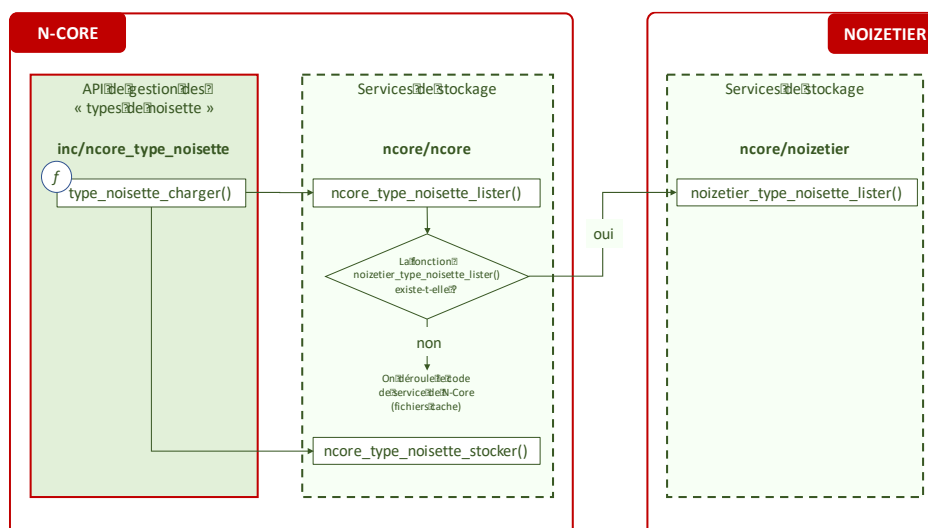 N-CORE
NOIZETIER
API de gestion des
« types de noisette »
inc/ncore_type_noisette
f
type_noisette_charger()
Services de stockage
ncore/ncore
ncore_type_noisette_lister()
La fonction
noizetier_type_noisette_lister()
existe-t-elle ?
non
On déroule le code
de service de N-Core
(fichiers cache)
ncore_type_noisette_stocker()
oui
Services de stockage
ncore/noizetier
noizetier_type_noisette_lister()